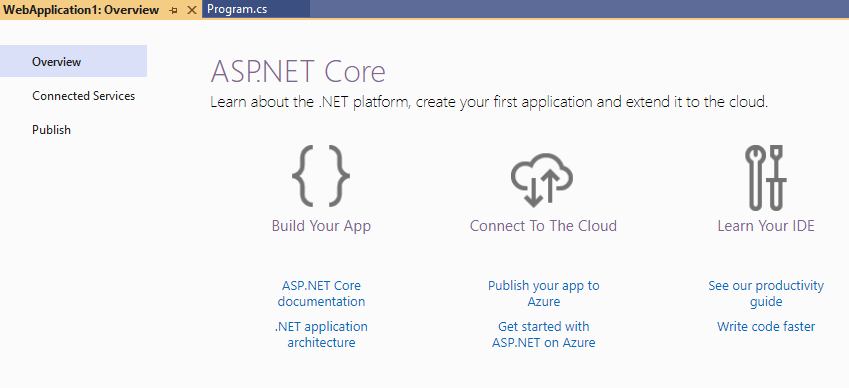 WebApplication1: Overview
Program.cs
Overview
Connected Services
Publish
ASP.NET Core
Learn about the .NET platform, create your first application and extend it to the cloud.
Build Your App
Connect To The Cloud
Learn Your IDE
ASP.NET Core
documentation
.NET application
architecture
Publish your app to
Azure
Get started with
ASP.NET on Azure
See our productivity
guide
Write code faster